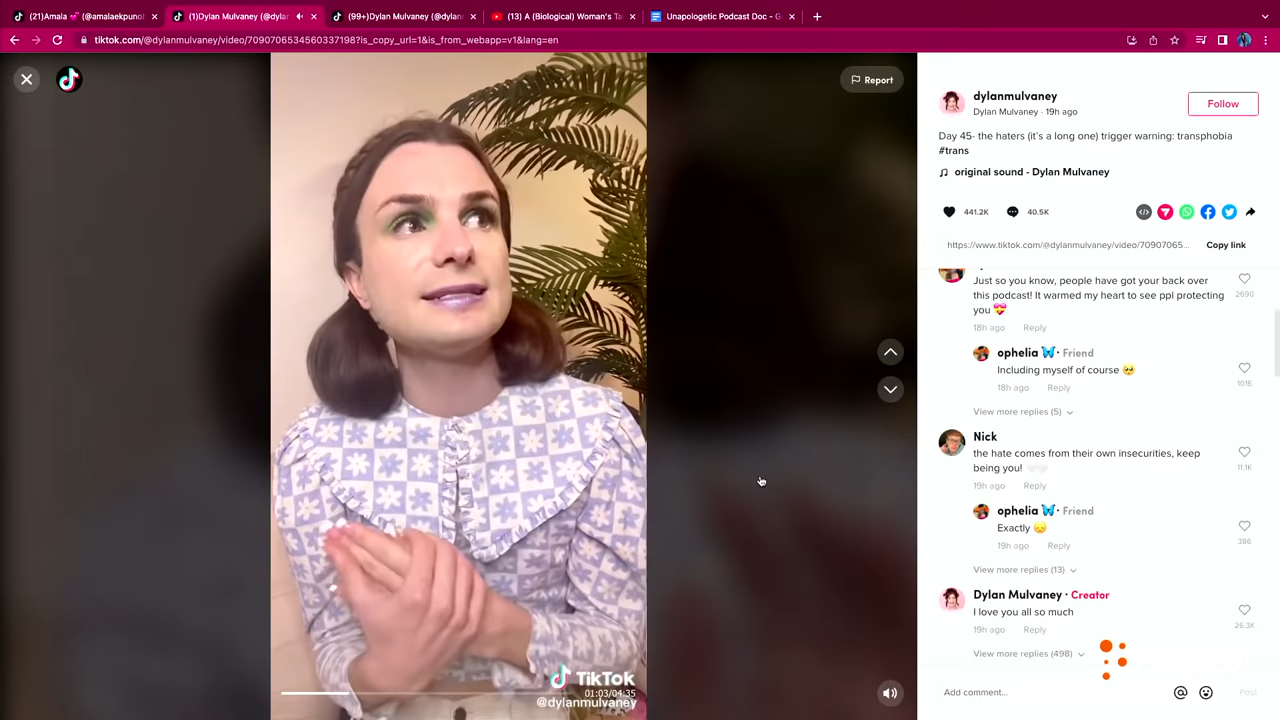 (21)Amala 💕 (@amalaekpunob
(1)Dylan Mulvaney (@dylan
(99+)Dylan Mulvaney (@dylan
(13) A (Biological) Woman's Ta
Unapologetic Podcast Doc - G
tiktok.com/@dylanmulvaney/video/7090706534560337198?is_copy_url=1&is_from_webapp=v1&lang=en
Report
TikTok
01:03/04:35
@dylanmulvaney
dylanmulvaney
Dylan Mulvaney · 19h ago
Follow
Day 45- the haters (it's a long one) trigger warning: transphobia
#trans
original sound - Dylan Mulvaney
441.2K
40.5K
https://www.tiktok.com/@dylanmulvaney/video/70907065...
Copy link
Just so you know, people have got your back over
this podcast! It warmed my heart to see ppl protecting
you 💝
2690
18h ago Reply
ophelia 🦋 · Friend
Including myself of course 🥺
1016
18h ago Reply
View more replies (5)
Nick
the hate comes from their own insecurities, keep
being you! 🤍🤍
11.1K
19h ago Reply
ophelia 🦋 · Friend
Exactly 😞
386
19h ago Reply
View more replies (13)
Dylan Mulvaney · Creator
I love you all so much
26.3K
19h ago Reply
View more replies (498)
Add comment...
Post